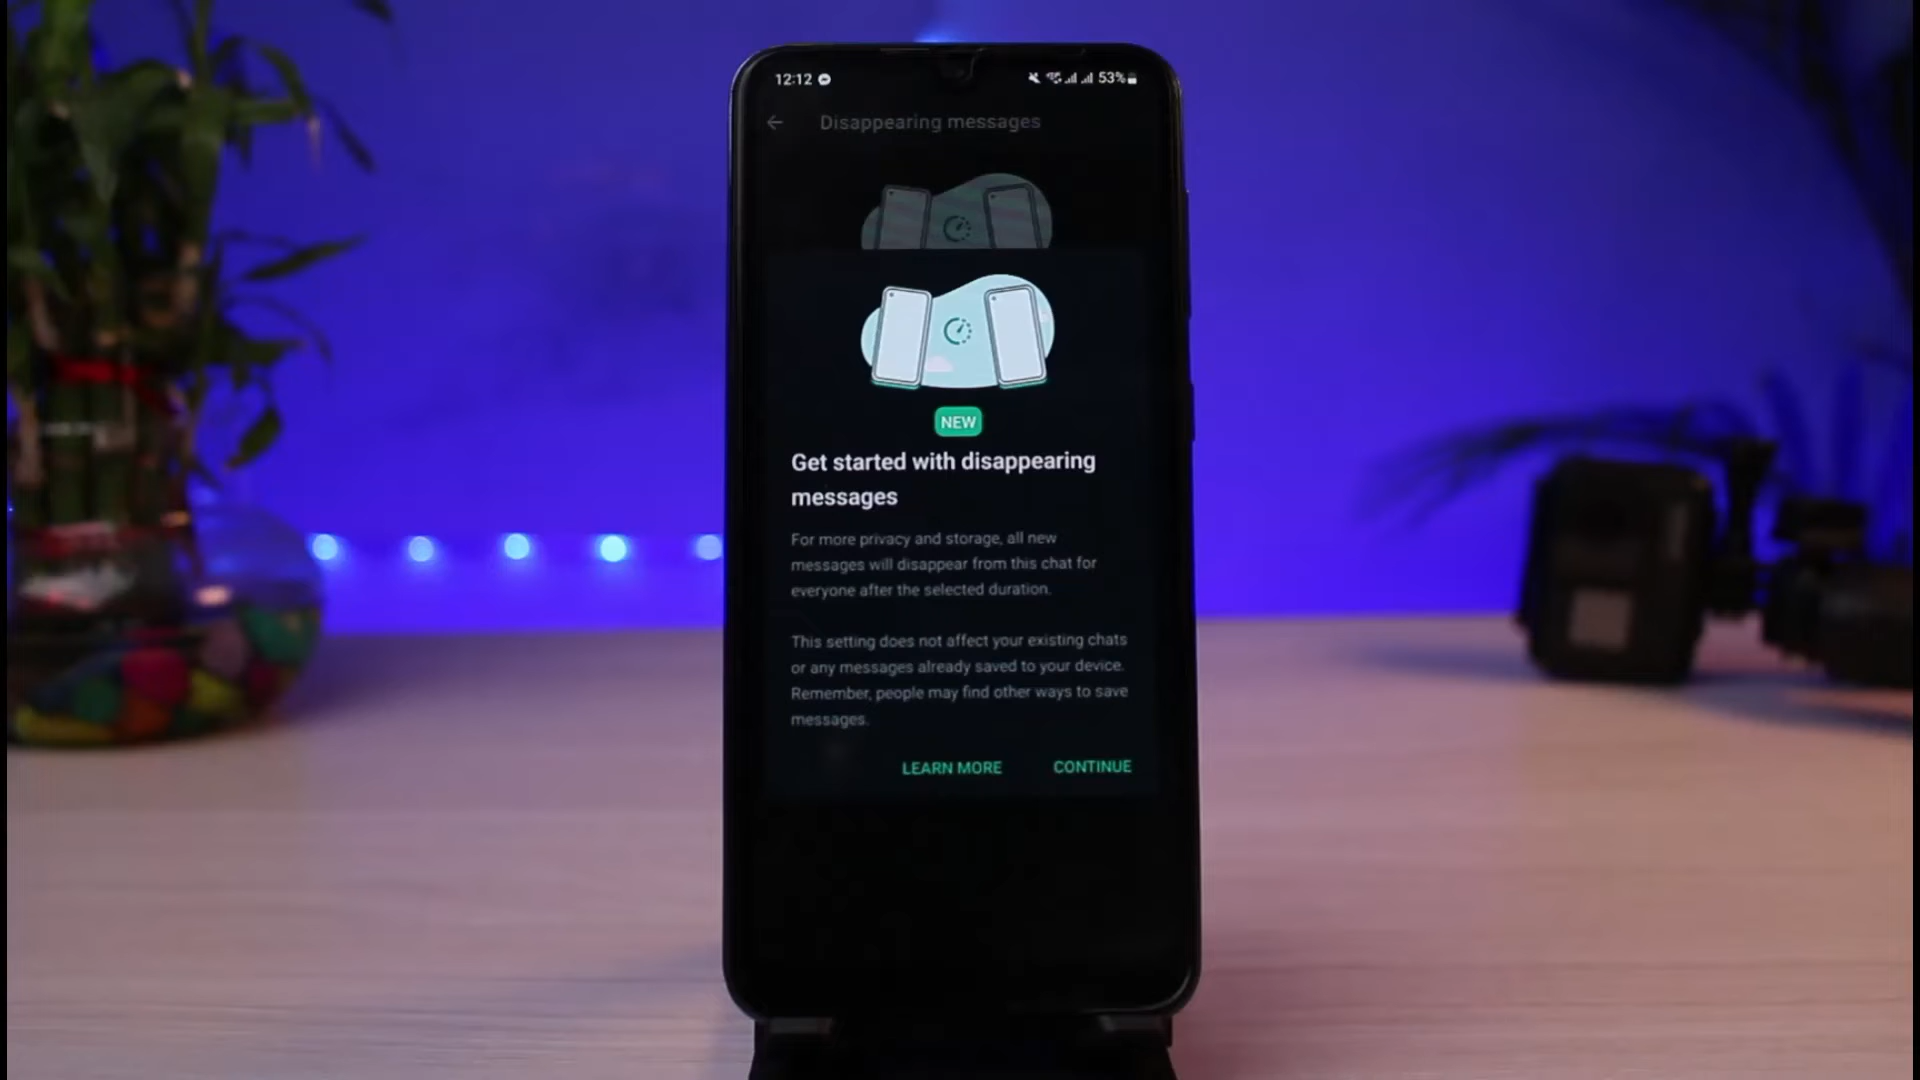 12:12 53%
Disappearing messages
NEW
Get started with disappearing
messages
For more privacy and storage, all new
messages will disappear from this chat for
everyone after the selected duration.
This setting does not affect your existing chats
or any messages already saved to your device.
Remember, people may find other ways to save
messages.
LEARN MORE CONTINUE